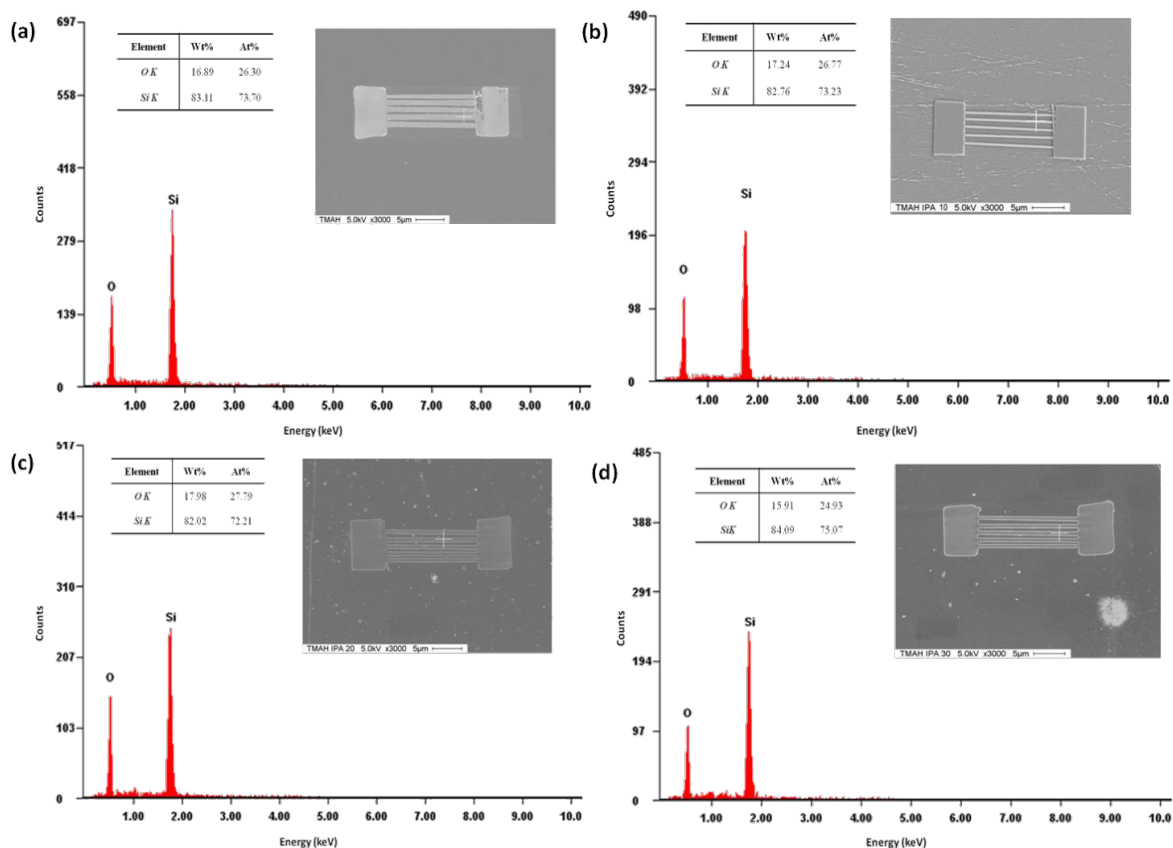 (a)
697
558
418
279
139
0
Counts
Element Wt% At%
O K 16.89 26.30
Si K 83.11 73.70
TMAH 5.0kV x3000 5µm
Si
O
1.00 2.00 3.00 4.00 5.00 6.00 7.00 8.00 9.00 10.0
Energy (keV)
(b)
490
392
294
196
98
0
Counts
Element Wt% At%
O K 17.24 26.77
Si K 82.76 73.23
TMAH IPA 10 5.0kV x3000 5µm
Si
O
1.00 2.00 3.00 4.00 5.00 6.00 7.00 8.00 9.00 10.0
Energy (keV)
(c)
517
414
310
207
103
0
Counts
Element Wt% At%
O K 17.98 27.79
Si K 82.02 72.21
TMAH IPA 20 5.0kV x3000 5µm
Si
O
1.00 2.00 3.00 4.00 5.00 6.00 7.00 8.00 9.00 10.0
Energy (keV)
(d)
485
388
291
194
97
0
Counts
Element Wt% At%
O K 15.91 24.93
SiK 84.09 75.07
TMAH IPA 30 5.0kV x3000 5µm
Si
O
1.00 2.00 3.00 4.00 5.00 6.00 7.00 8.00 9.00 10.0
Energy (keV)